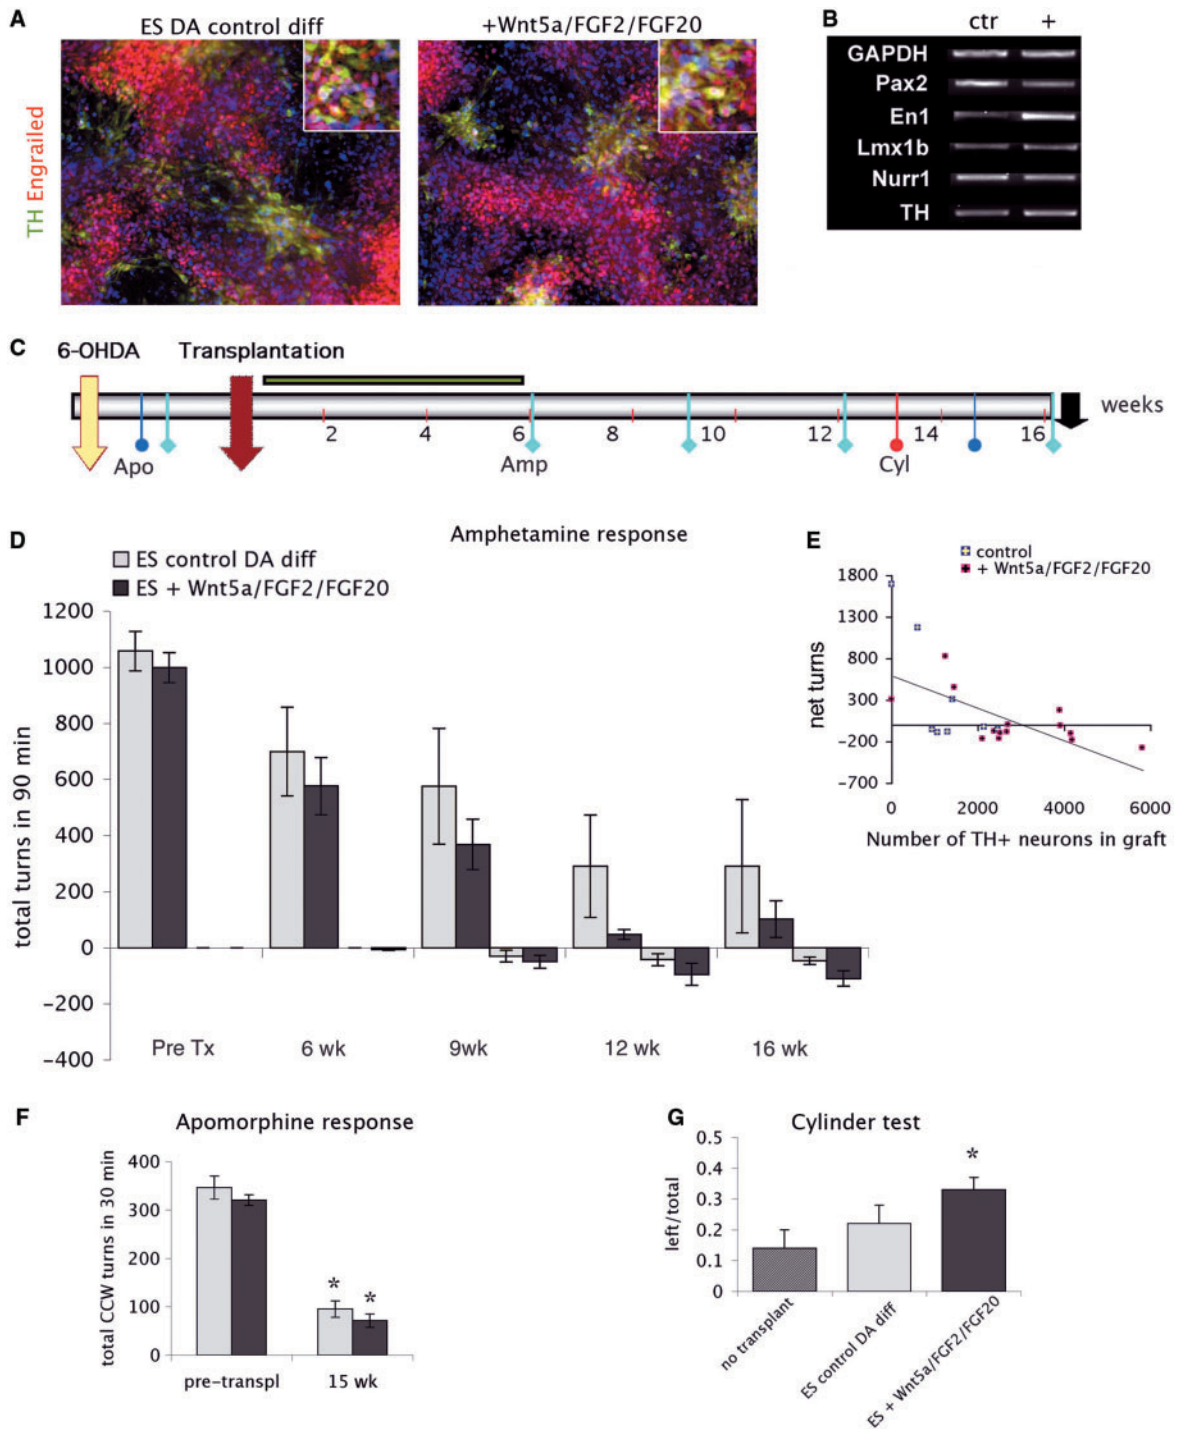 A
ES DA control diff
+Wnt5a/FGF2/FGF20
TH Engrailed
B
ctr +
GAPDH
Pax2
En1
Lmx1b
Nurr1
TH
C
6-OHDA Transplantation
weeks
2 4 6 8 10 12 14 16
Apo Amp Cyl
D
Amphetamine response
ES control DA diff
ES + Wnt5a/FGF2/FGF20
total turns in 90 min
1200
1000
800
600
400
200
0
−200
−400
Pre Tx 6 wk 9wk 12 wk 16 wk
E
control
+ Wnt5a/FGF2/FGF20
net turns
1800
1300
800
300
−200
−700
0 2000 4000 6000
Number of TH+ neurons in graft
F
Apomorphine response
total CCW turns in 30 min
400
300
200
100
0
* *
pre-transpl 15 wk
G
Cylinder test
left/total
0.5
0.4
0.3
0.2
0.1
0
*
no transplant
ES control DA diff
ES + Wnt5a/FGF2/FGF20